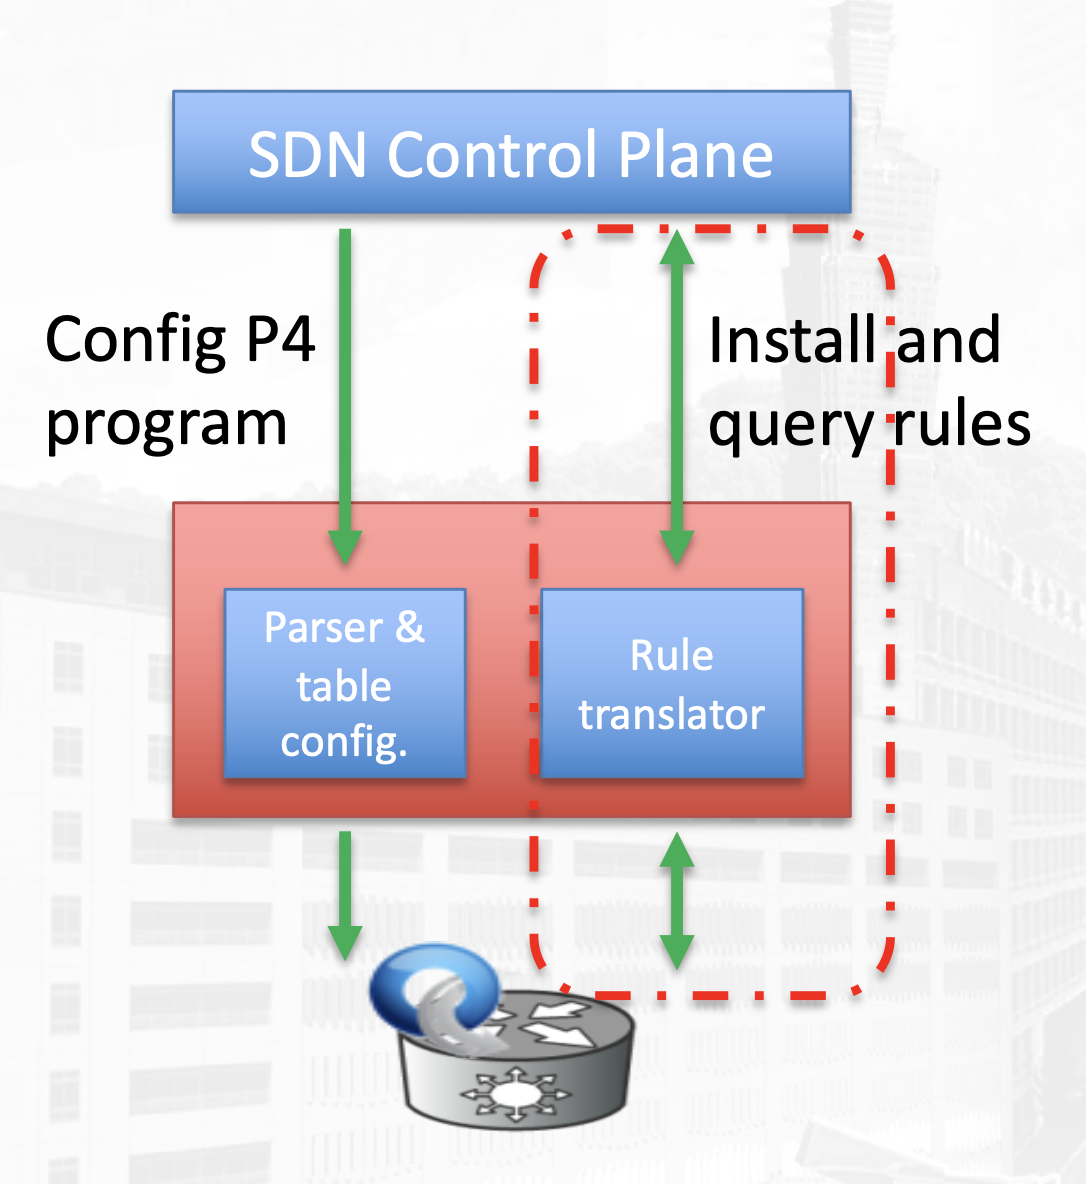 SDN Control Plane
Config P4
program
Install and
query rules
Parser &
table
config.
Rule
translator